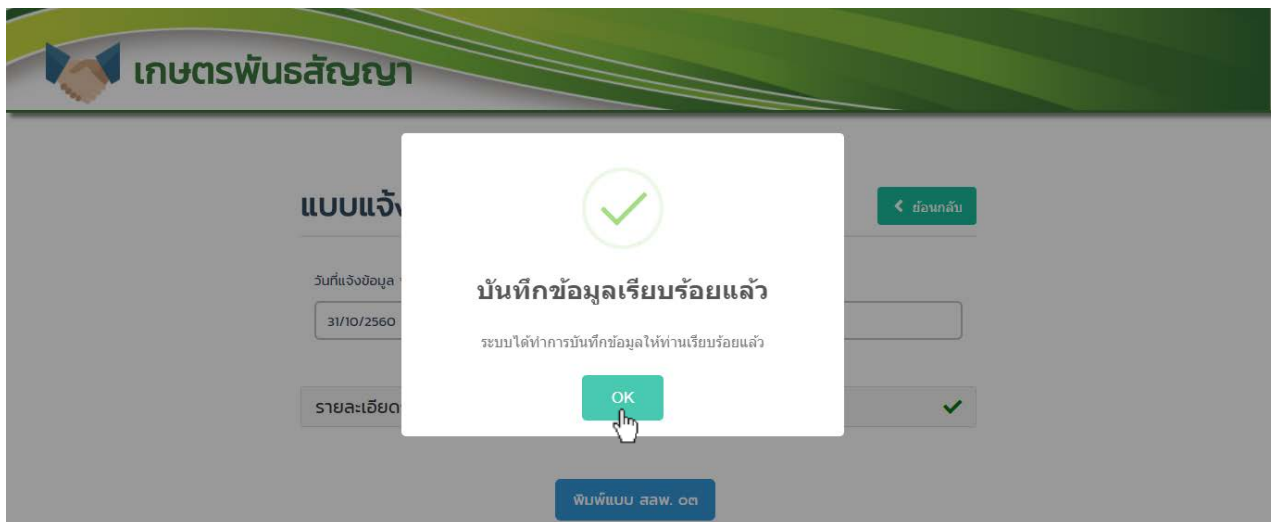 เกษตรพันธสัญญา
แบบแจ้ง
ย้อนกลับ
วันที่แจ้งข้อมูล
31/10/2560
บันทึกข้อมูลเรียบร้อยแล้ว
ระบบได้ทำการบันทึกข้อมูลให้ท่านเรียบร้อยแล้ว
OK
รายละเอียด
พิมพ์แบบ สลพ. ๐๓